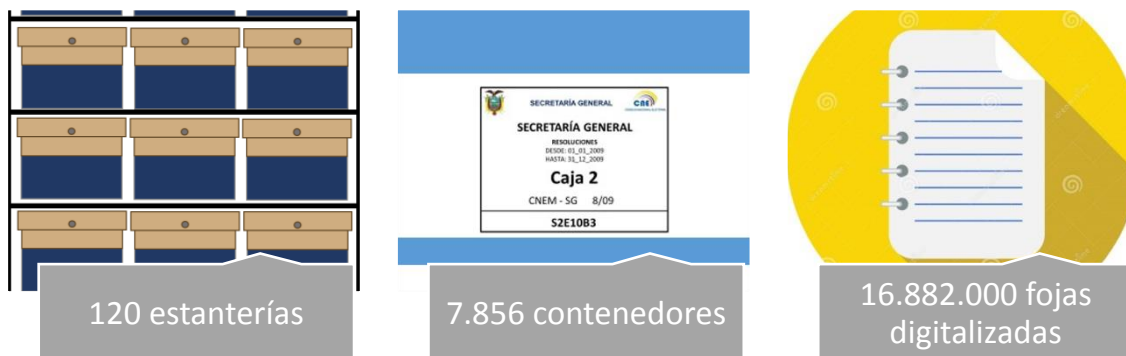 SECRETARÍA GENERAL
CNE
SECRETARÍA GENERAL
RESOLUCIONES
DESDE: 01_01_2009
HASTA: 31_12_2009
Caja 2
CNEM - SG 8/09
S2E10B3
120 estanterías
7.856 contenedores
16.882.000 fojas
digitalizadas